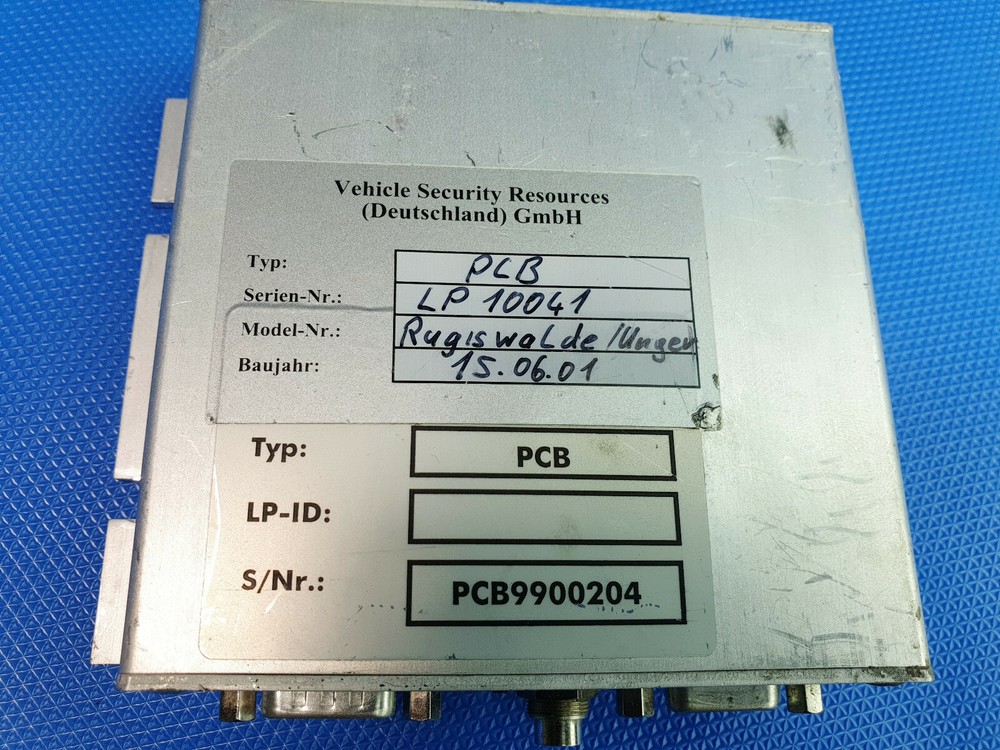 Vehicle Security Resources
(Deutschland) GmbH
Typ: PCB
Serien-Nr.: LP 10041
Model-Nr.: Rugiswalde/Unger
Baujahr: 15.06.01
Typ: PCB
LP-ID:
S/Nr.: PCB9900204